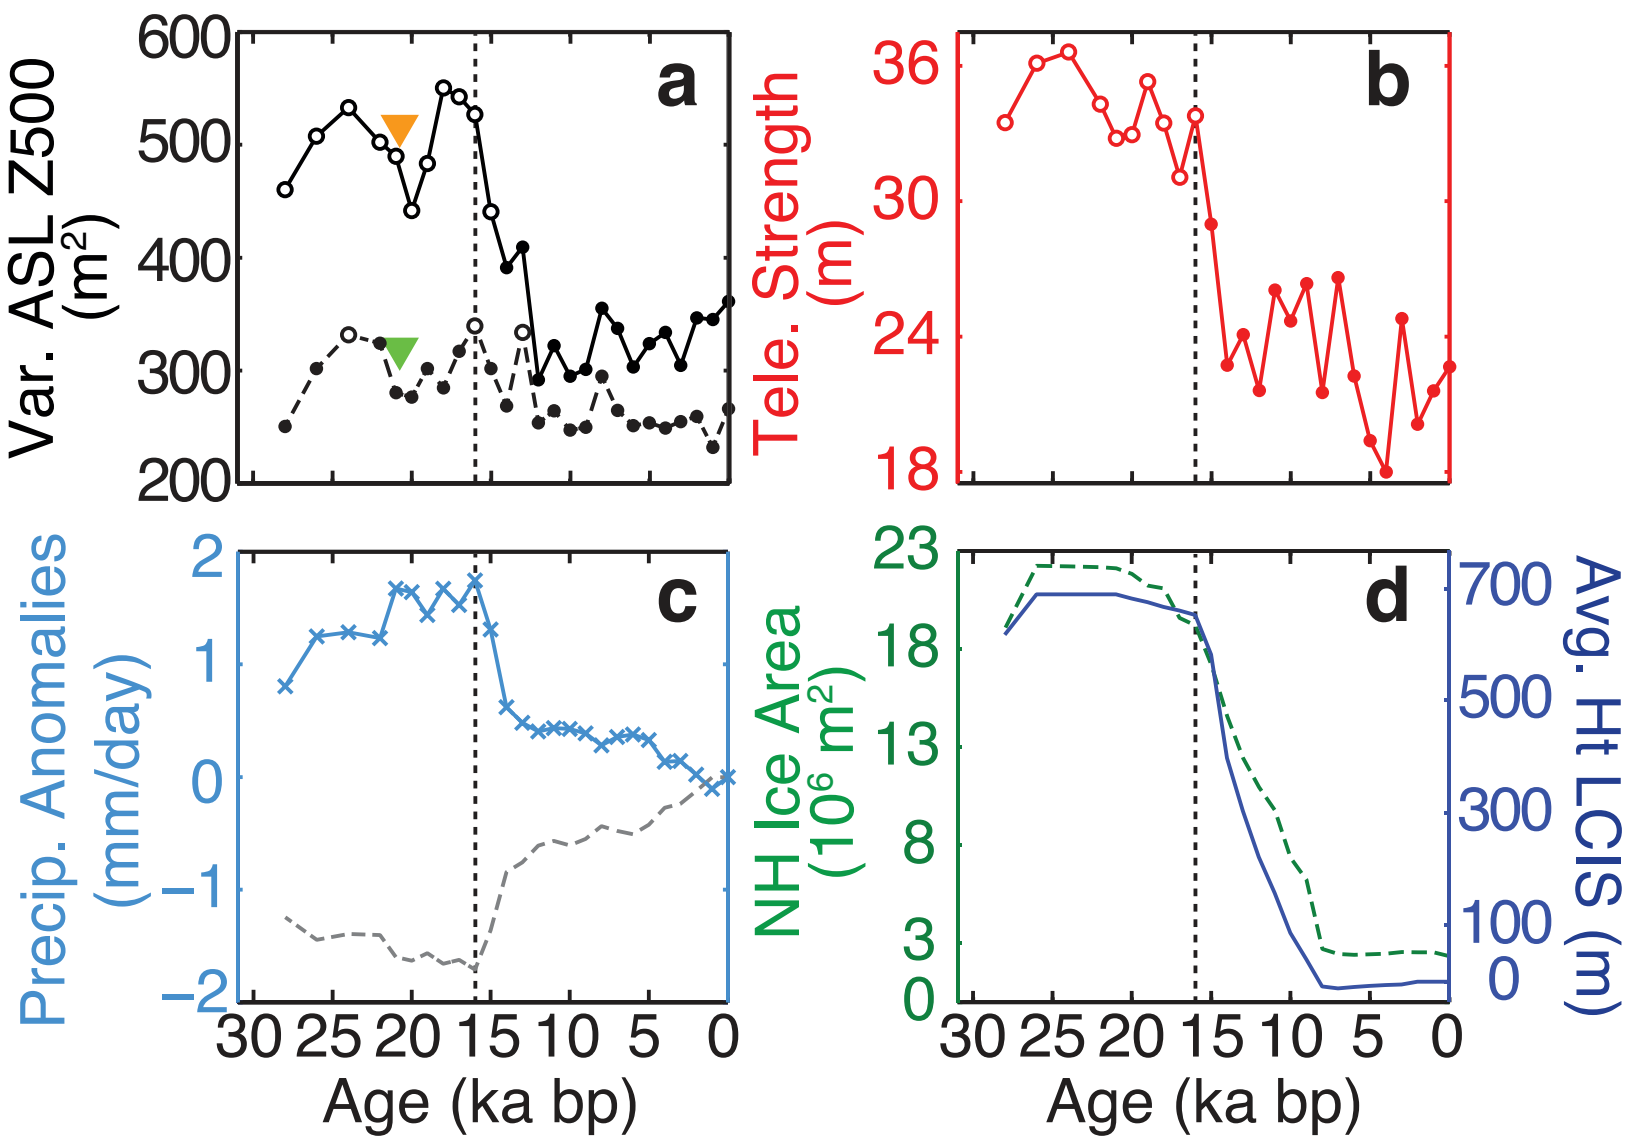 Var. ASL Z500
(m²)
600
500
400
300
200
a
Tele. Strength
(m)
36
30
24
18
b
Precip. Anomalies
(mm/day)
2
1
0
−1
−2
c
30 25 20 15 10 5 0
Age (ka bp)
NH Ice Area
(10⁶ m²)
23
18
13
8
3
0
d
700
500
300
100
0
Avg. Ht LCIS (m)
30 25 20 15 10 5 0
Age (ka bp)